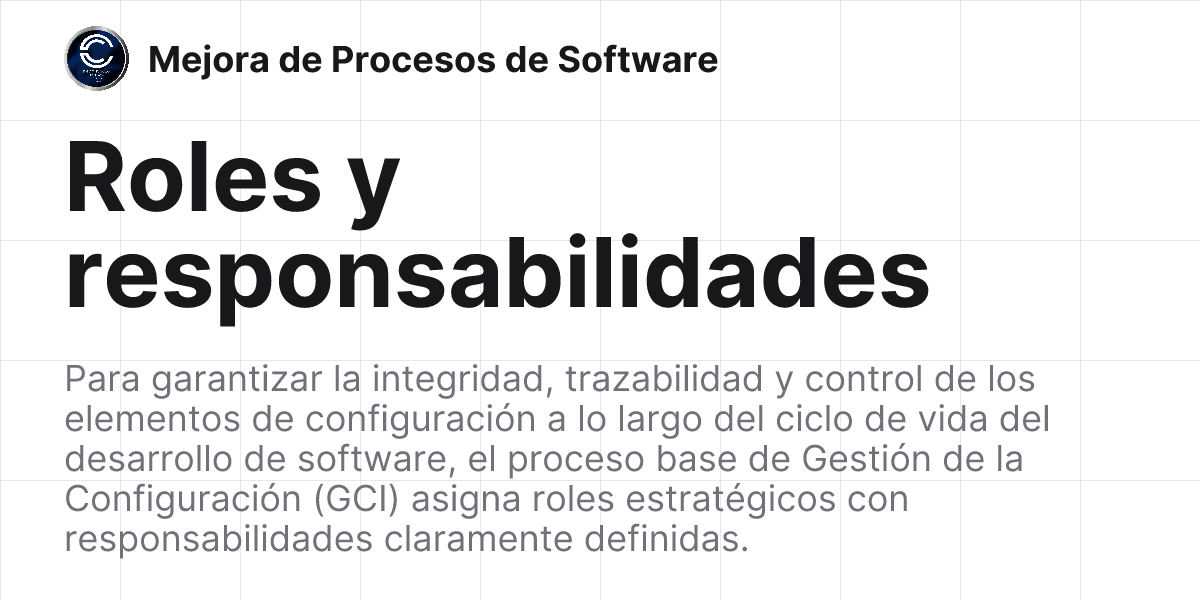 Mejora de Procesos de Software
Roles y
responsabilidades
Para garantizar la integridad, trazabilidad y control de los
elementos de configuración a lo largo del ciclo de vida del
desarrollo de software, el proceso base de Gestión de la
Configuración (GCI) asigna roles estratégicos con
responsabilidades claramente definidas.